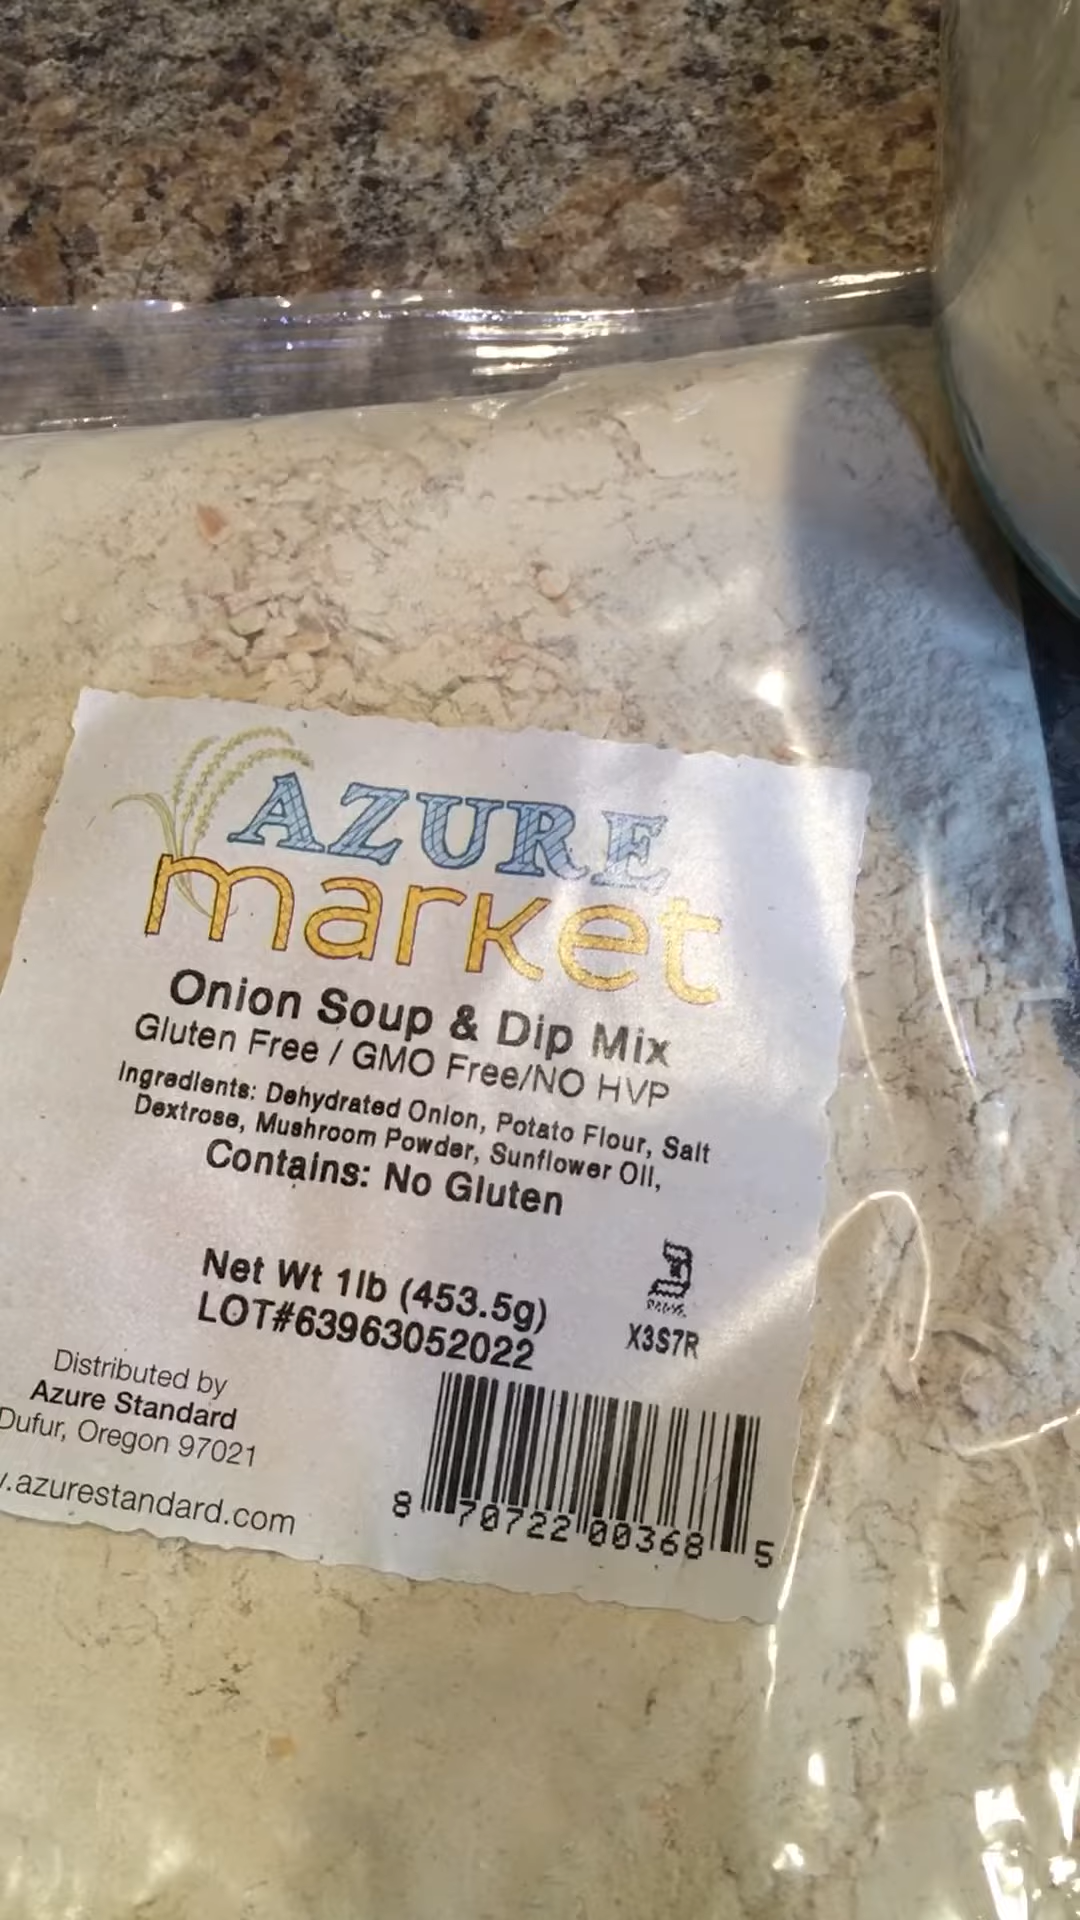 AZURE
market
Onion Soup & Dip Mix
Gluten Free / GMO Free/NO HVP
Ingredients: Dehydrated Onion, Potato Flour, Salt
Dextrose, Mushroom Powder, Sunflower Oil,
Contains: No Gluten
Net Wt 1lb (453.5g)
LOT#63963052022
X3S7R
Distributed by
Azure Standard
Dufur, Oregon 97021
.azurestandard.com
8 70722 00368 5